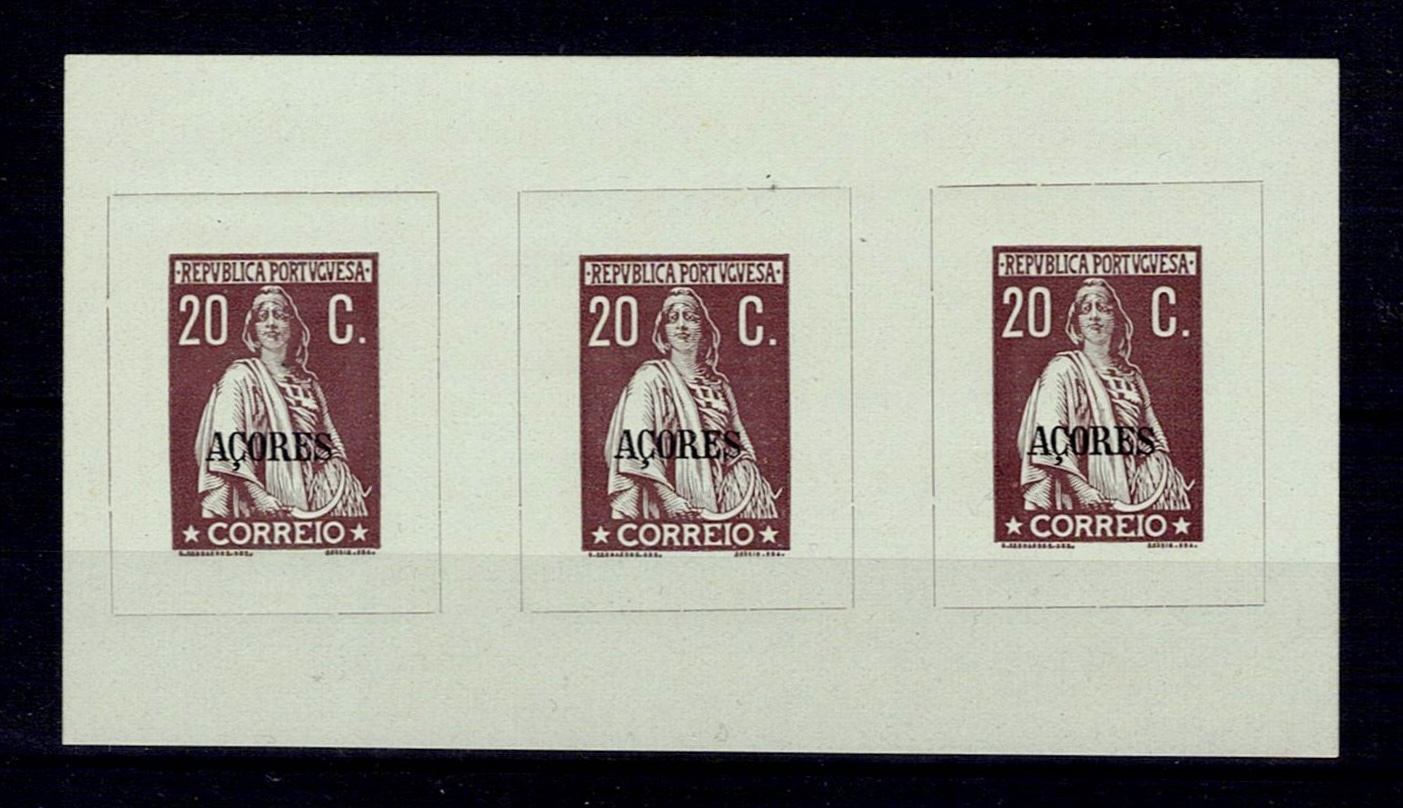 ·REPVBLICA PORTVGVESA·
20 C.
AÇORES
★ CORREIO ★
·REPVBLICA PORTVGVESA·
20 C.
AÇORES
★ CORREIO ★
·REPVBLICA PORTVGVESA·
20 C.
AÇORES
★ CORREIO ★